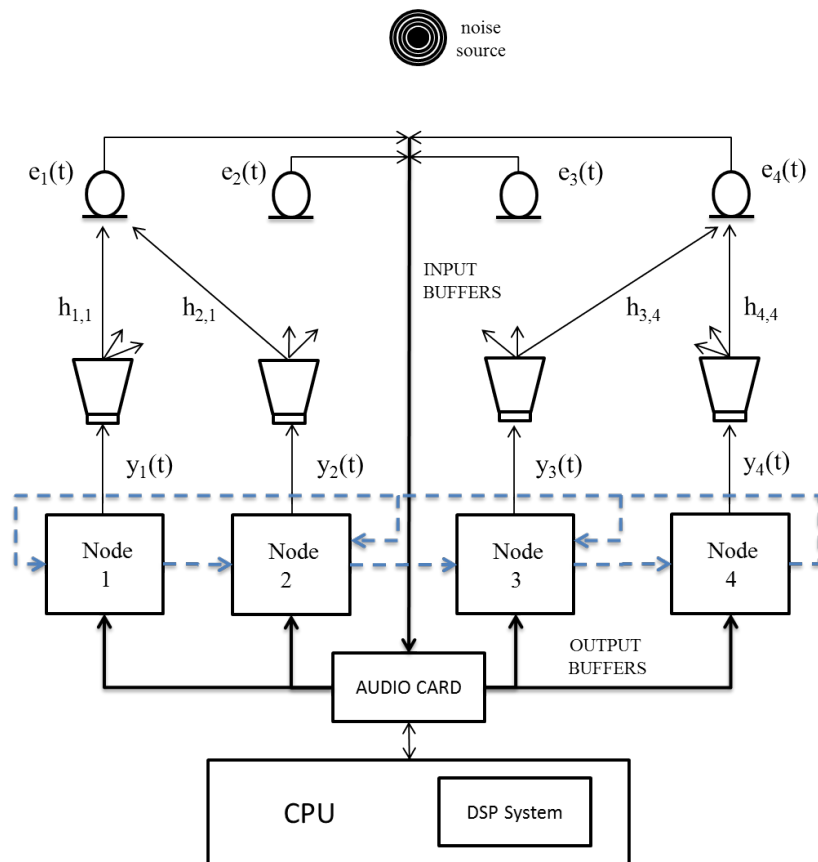 noise
source
e1(t)
e2(t)
e3(t)
e4(t)
INPUT
BUFFERS
h1,1
h2,1
h3,4
h4,4
y1(t)
y2(t)
y3(t)
y4(t)
Node
1
Node
2
Node
3
Node
4
OUTPUT
BUFFERS
AUDIO CARD
CPU
DSP System